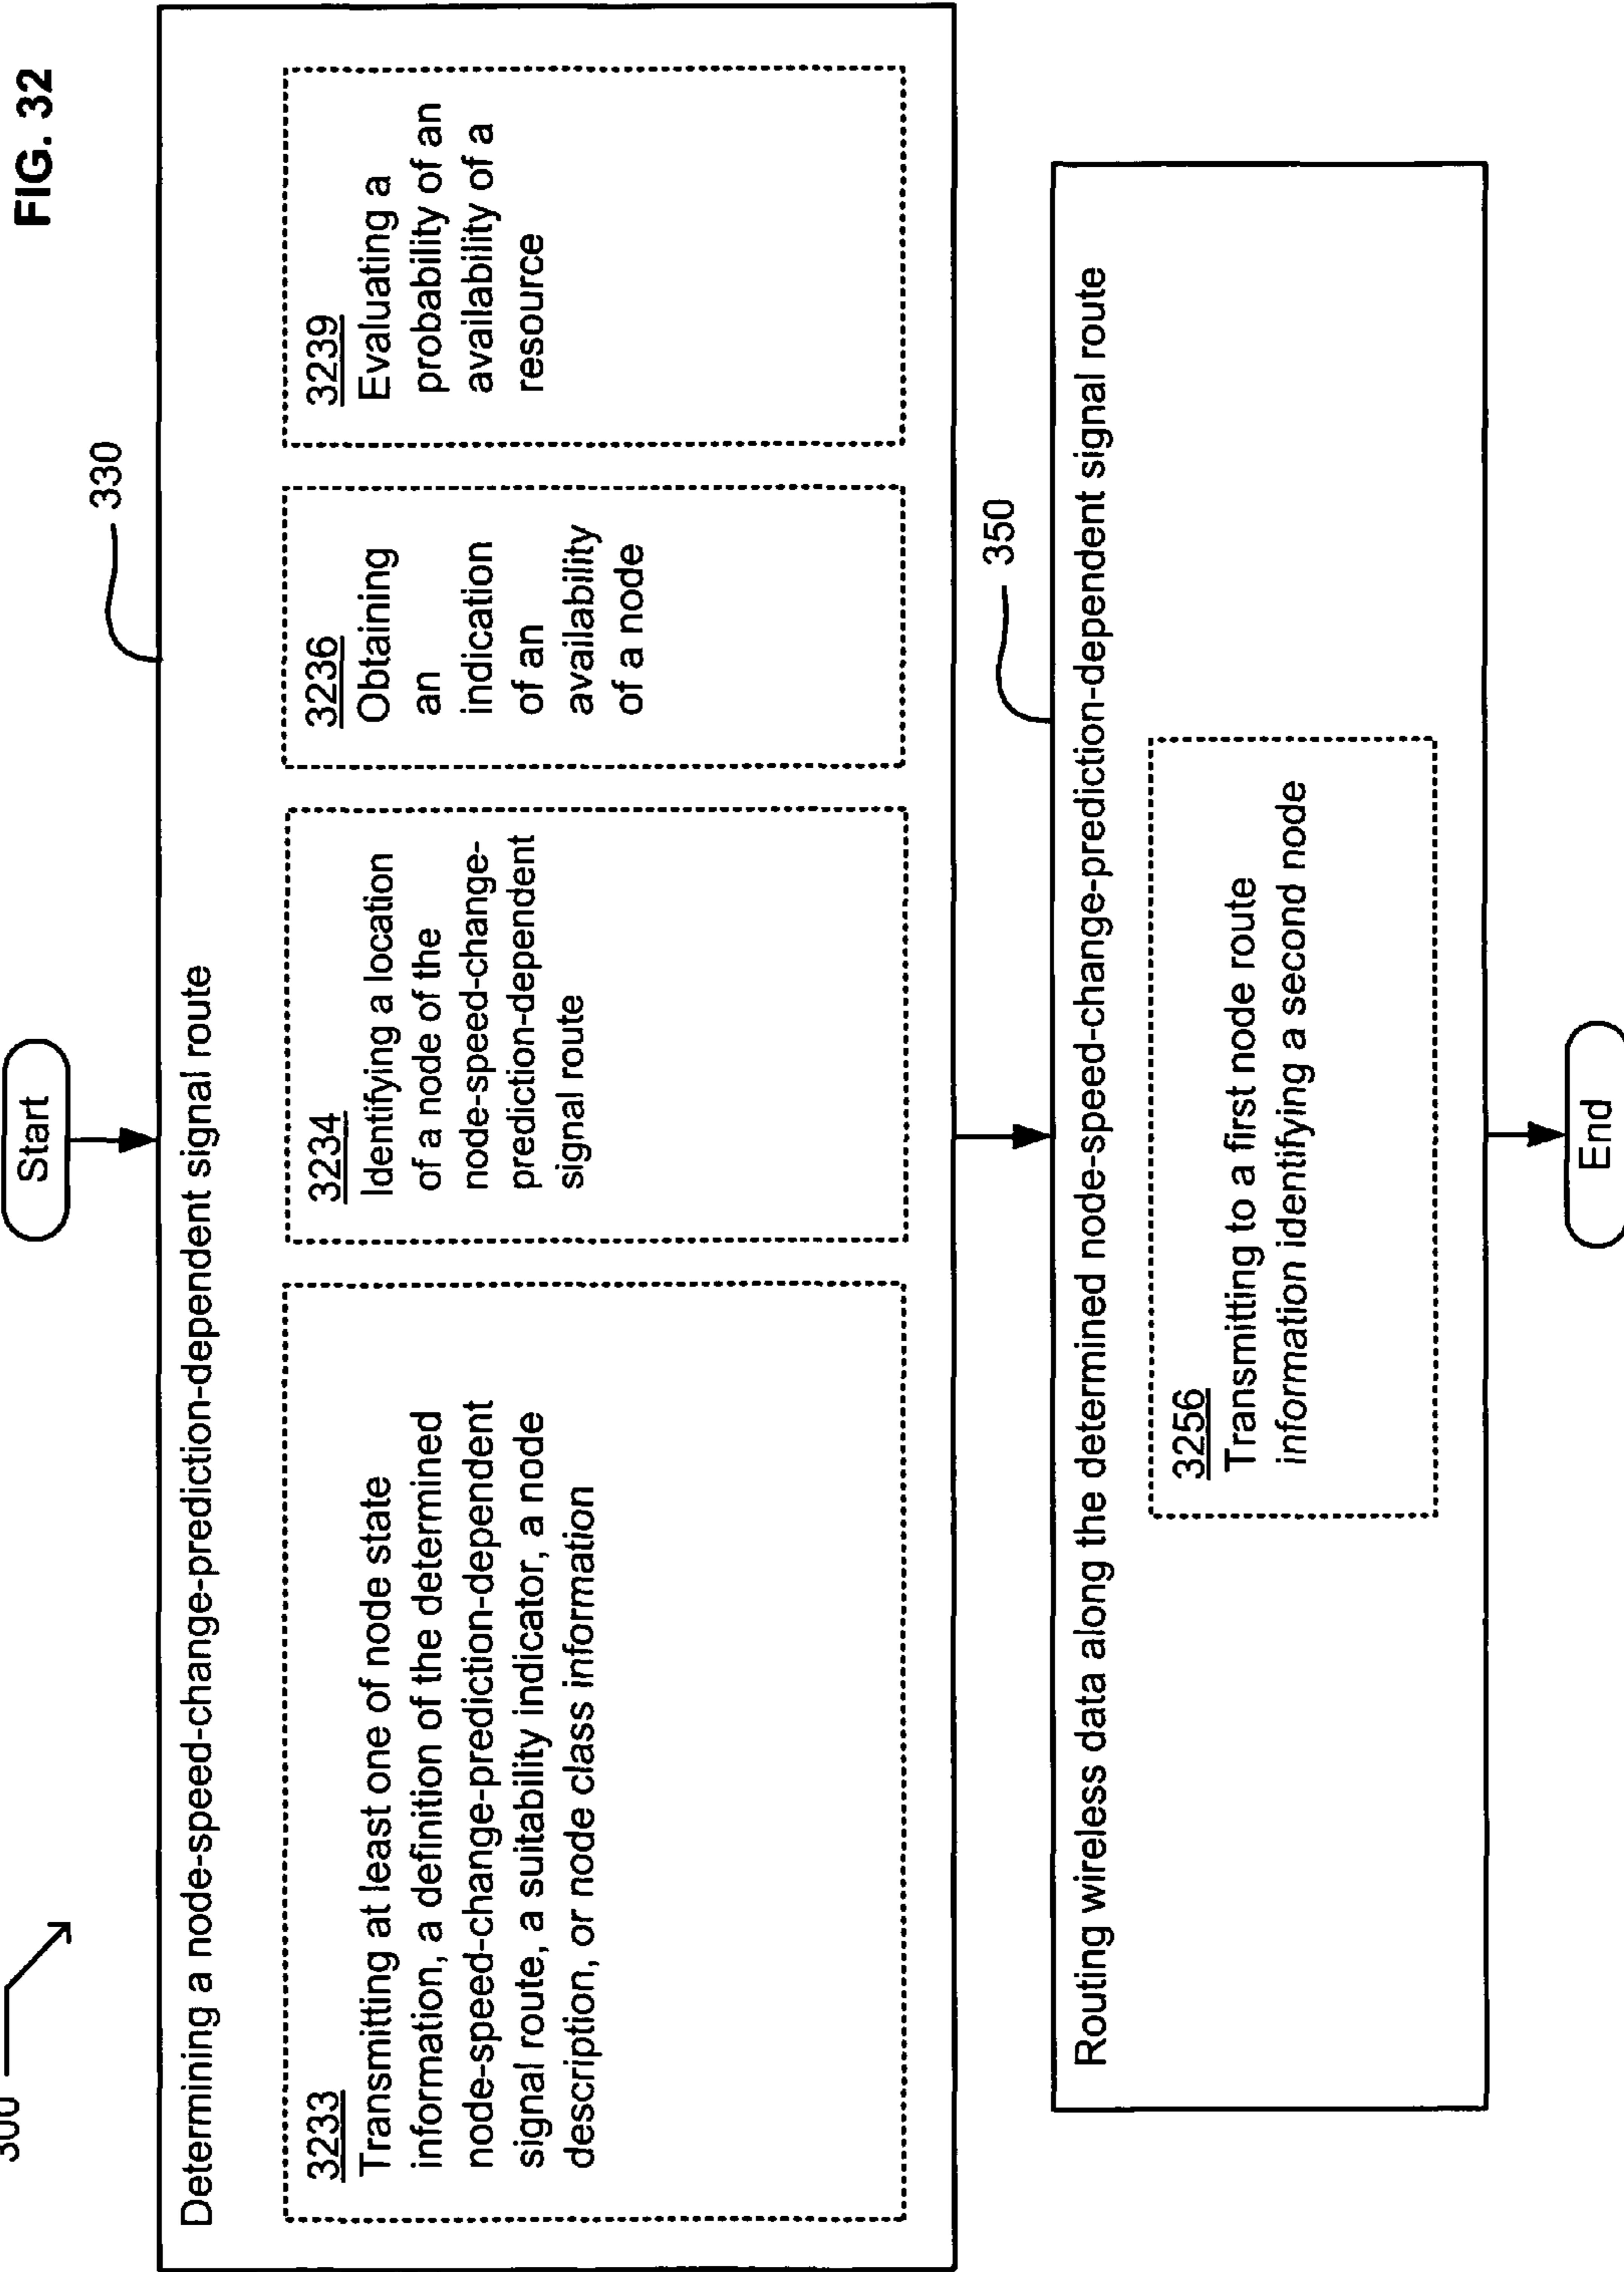 FIG. 32
300
Start
330
Determining a node-speed-change-prediction-dependent signal route
3233
Transmitting at least one of node state
information, a definition of the determined
node-speed-change-prediction-dependent
signal route, a suitability indicator, a node
description, or node class information
3234
Identifying a location
of a node of the
node-speed-change-
prediction-dependent
signal route
3236
Obtaining
an
indication
of an
availability
of a node
3239
Evaluating a
probability of an
availability of a
resource
350
Routing wireless data along the determined node-speed-change-prediction-dependent signal route
3256
Transmitting to a first node route
information identifying a second node
End